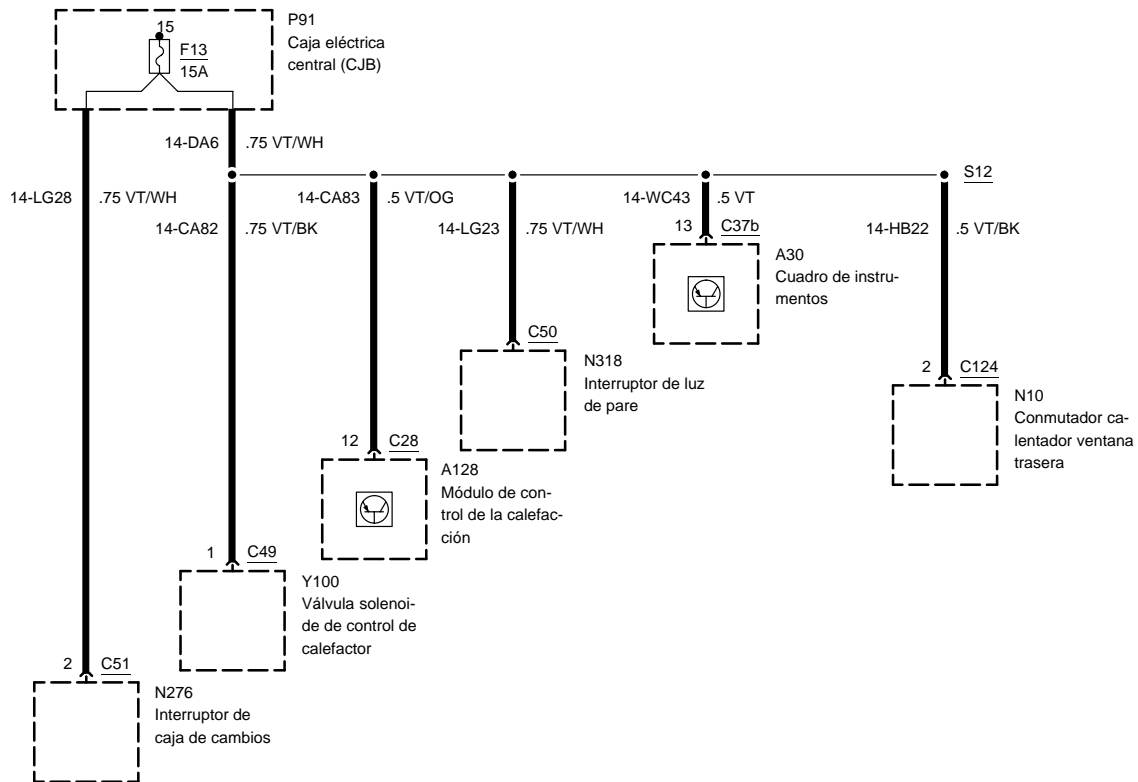 P91
Caja eléctrica
central (CJB)
15
F13
15A
14-DA6 .75 VT/WH
S12
14-LG28 .75 VT/WH
14-CA83 .5 VT/OG
14-WC43 .5 VT
14-CA82 .75 VT/BK
14-LG23 .75 VT/WH
14-HB22 .5 VT/BK
13 C37b
A30
Cuadro de instru-
mentos
C50
N318
Interruptor de luz
de pare
2 C124
N10
Conmutador ca-
lentador ventana
trasera
12 C28
A128
Módulo de con-
trol de la calefac-
ción
1 C49
Y100
Válvula solenoi-
de de control de
calefactor
2 C51
N276
Interruptor de
caja de cambios